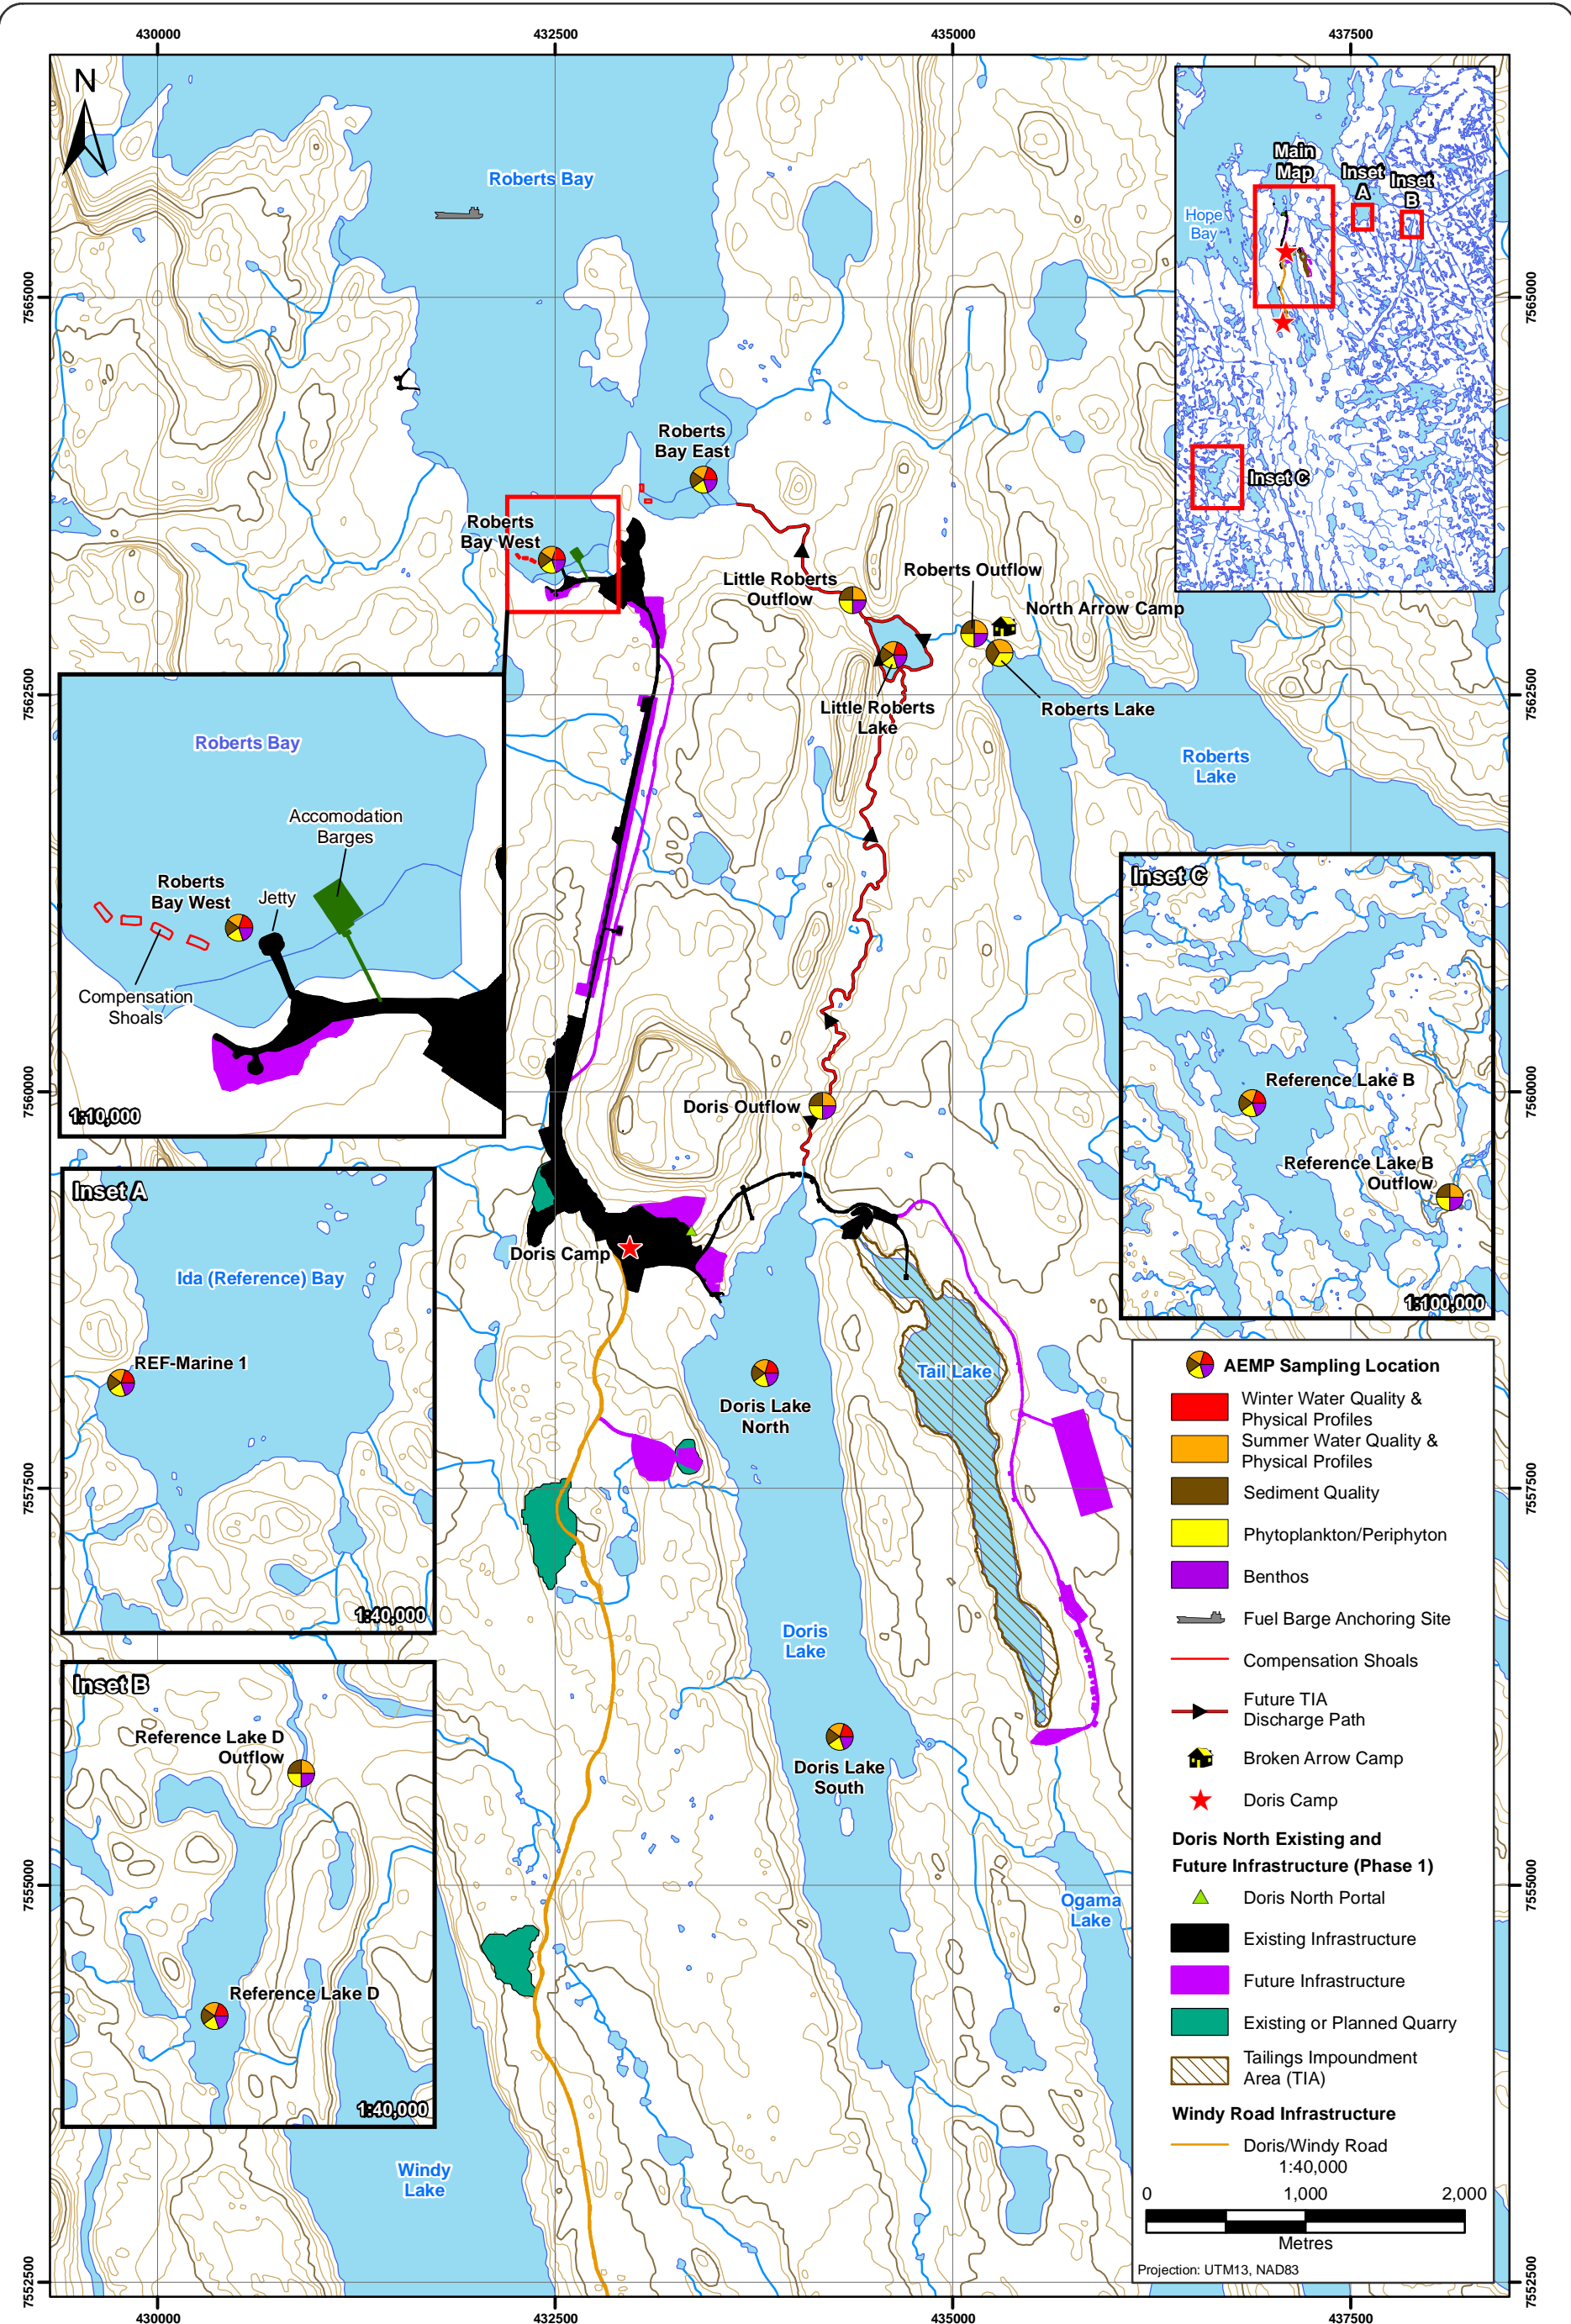 430000
432500
435000
437500
N
Roberts Bay
Main
Map
Inset
A
Inset
B
Hope
Bay
Inset C
7565000
7565000
Roberts
Bay East
Roberts
Bay West
Little Roberts
Outflow
Roberts Outflow
North Arrow Camp
7562500
7562500
Little Roberts
Lake
Roberts Lake
Roberts
Lake
Roberts Bay
Accomodation
Barges
Roberts
Bay West
Jetty
Compensation
Shoals
1:10,000
Inset C
Reference Lake B
Reference Lake B
Outflow
1:100,000
7560000
7560000
Doris Outflow
Doris Camp
Inset A
Ida (Reference) Bay
REF-Marine 1
1:40,000
Tail Lake
Doris Lake
North
7557500
7557500
Doris
Lake
Doris Lake
South
Inset B
Reference Lake D
Outflow
Reference Lake D
1:40,000
7555000
7555000
Ogama
Lake
Windy
Lake
AEMP Sampling Location
Winter Water Quality &
Physical Profiles
Summer Water Quality &
Physical Profiles
Sediment Quality
Phytoplankton/Periphyton
Benthos
Fuel Barge Anchoring Site
Compensation Shoals
Future TIA
Discharge Path
Broken Arrow Camp
Doris Camp
Doris North Existing and
Future Infrastructure (Phase 1)
Doris North Portal
Existing Infrastructure
Future Infrastructure
Existing or Planned Quarry
Tailings Impoundment
Area (TIA)
Windy Road Infrastructure
Doris/Windy Road
1:40,000
0
1,000
2,000
Metres
Projection: UTM13, NAD83
7552500
7552500
430000
432500
435000
437500